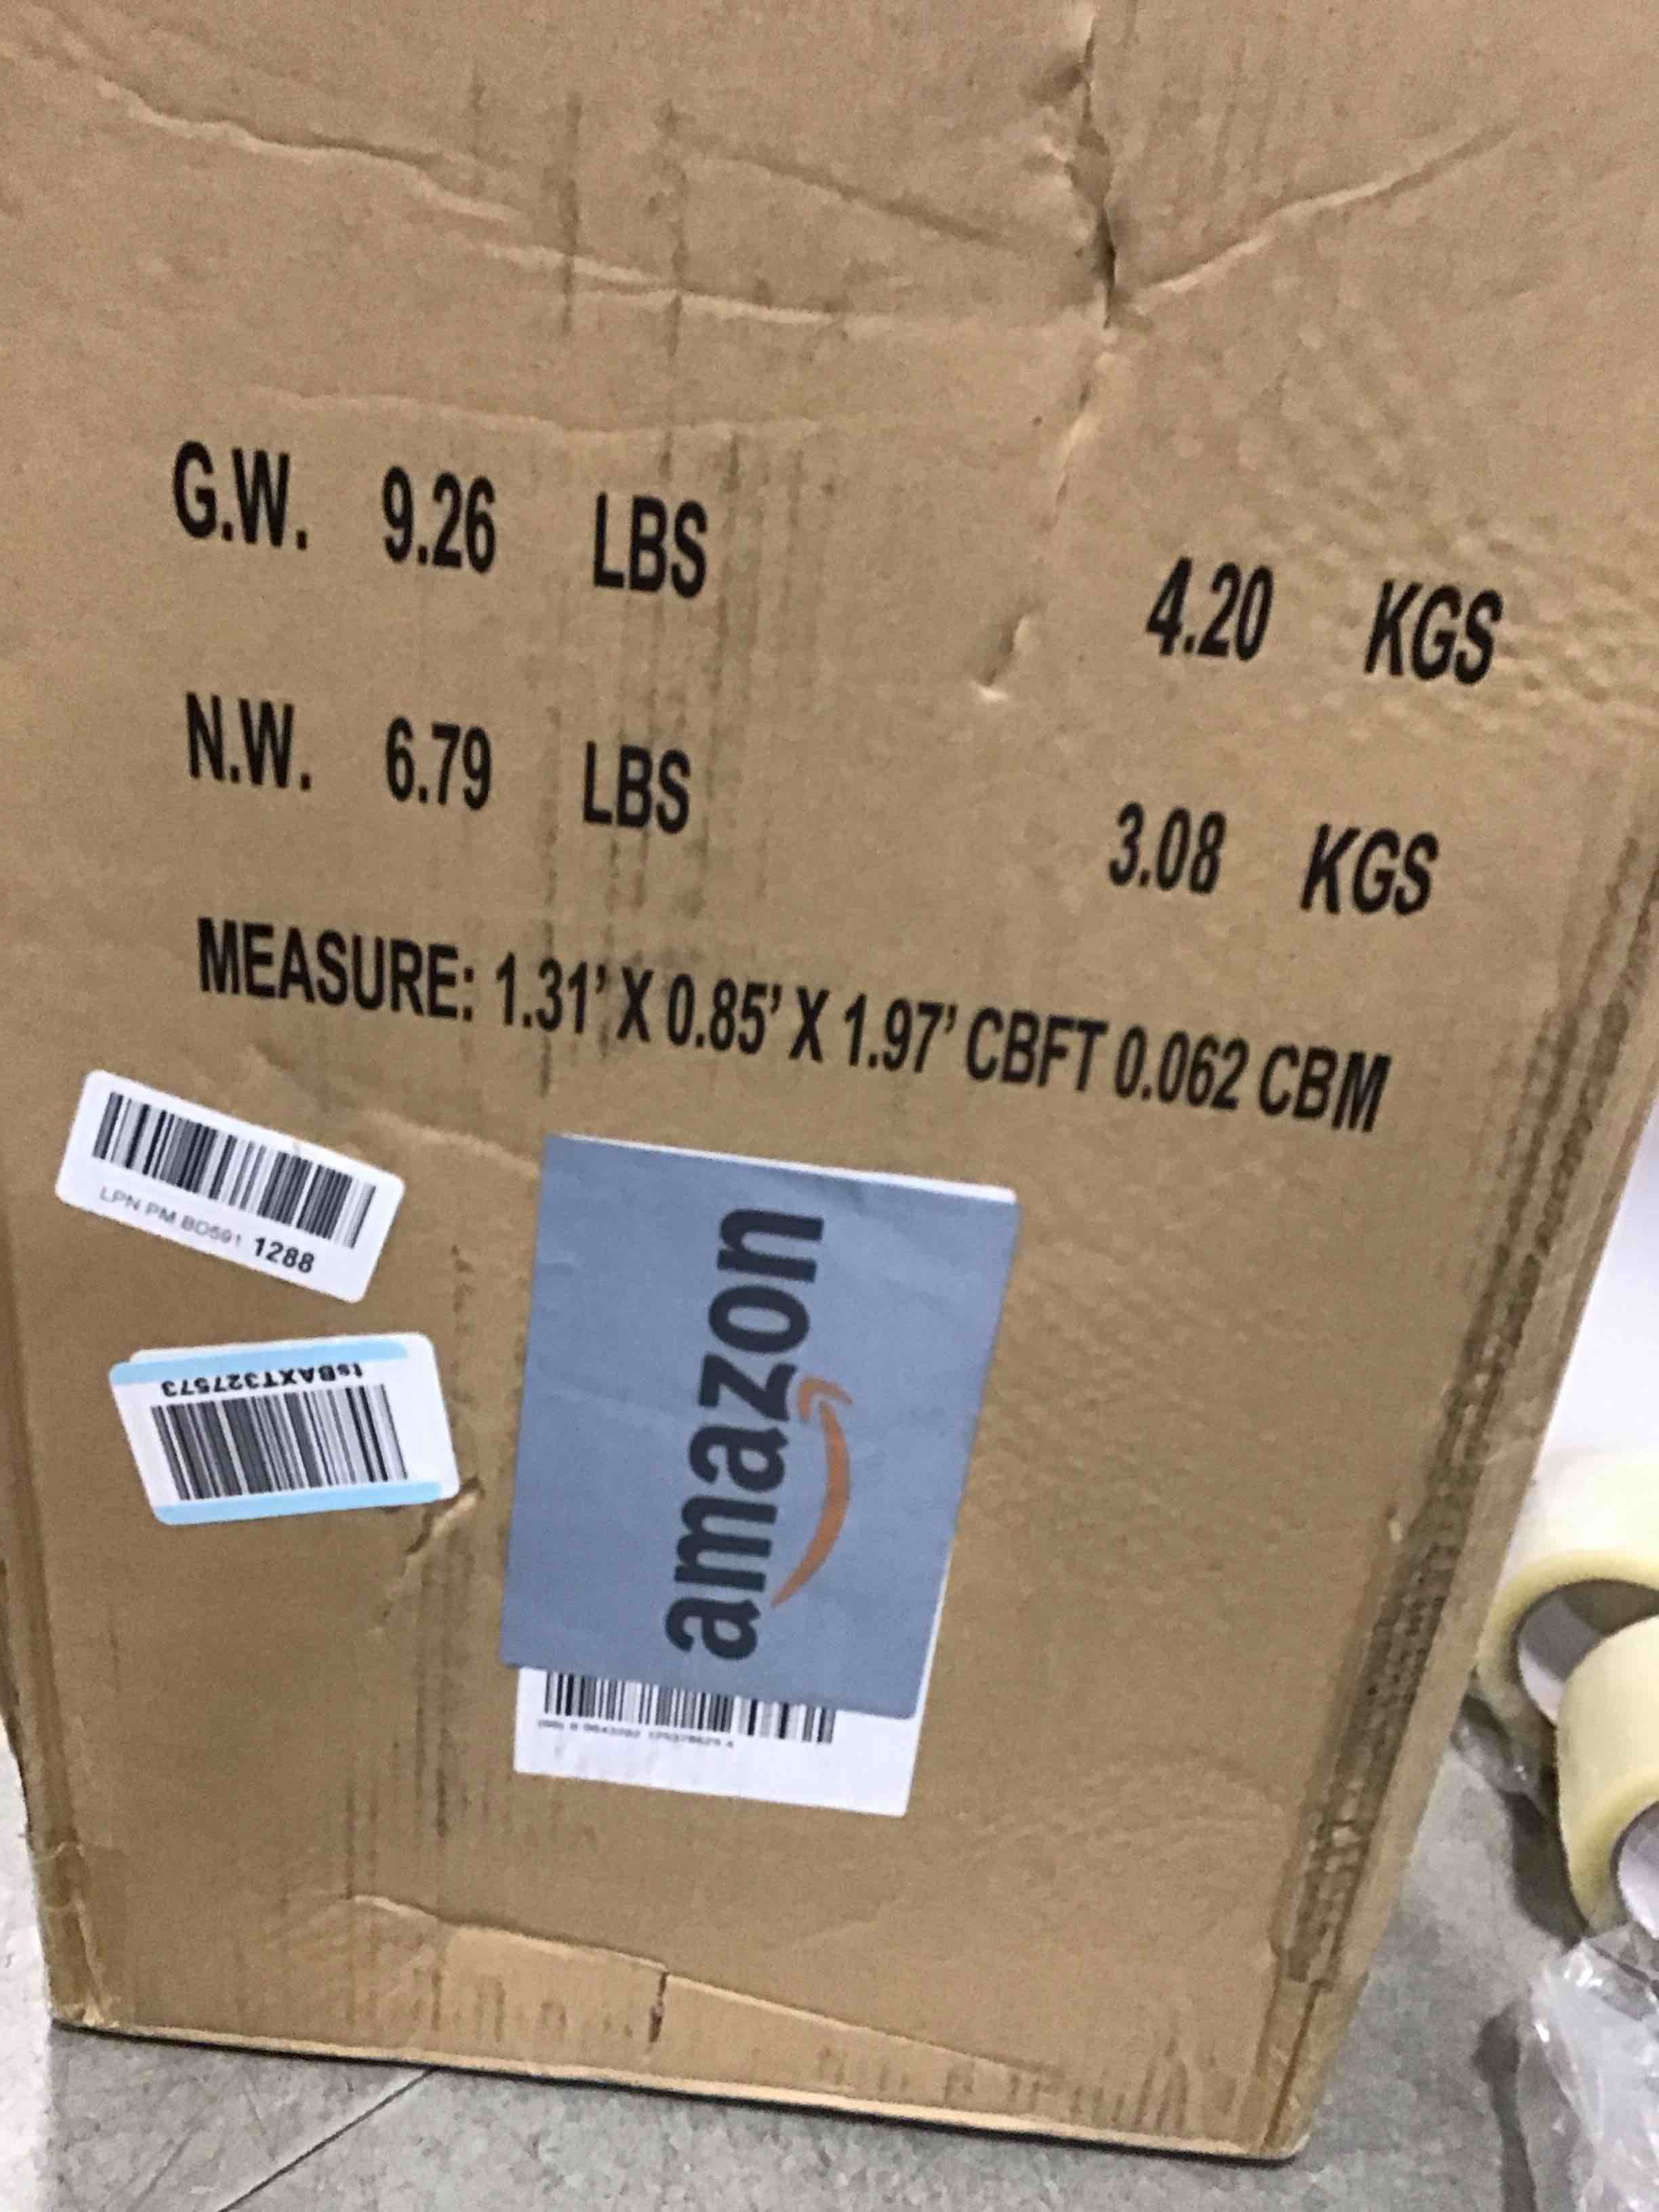 G.W. 9.26 LBS 4.20 KGS
N.W. 6.79 LBS 3.08 KGS
MEASURE: 1.31' X 0.85' X 1.97' CBFT 0.062 CBM
LPN PM BD591 1288
tsBAXT327573
amazon